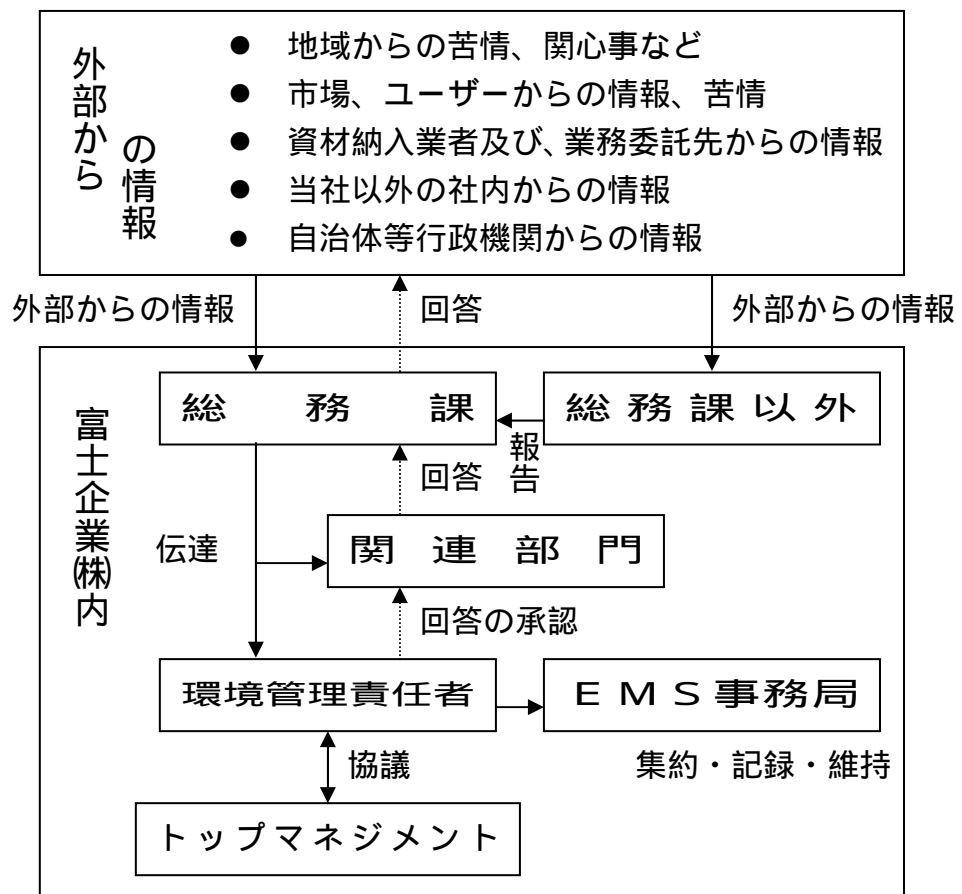 外部から
の情報
● 地域からの苦情、関心事など
● 市場、ユーザーからの情報、苦情
● 資材納入業者及び、業務委託先からの情報
● 当社以外の社内からの情報
● 自治体等行政機関からの情報
外部からの情報
回答
外部からの情報
富士企業㈱内
総務課
総務課以外
報告
回答
伝達
関連部門
回答の承認
環境管理責任者
ＥＭＳ事務局
協議
集約・記録・維持
トップマネジメント